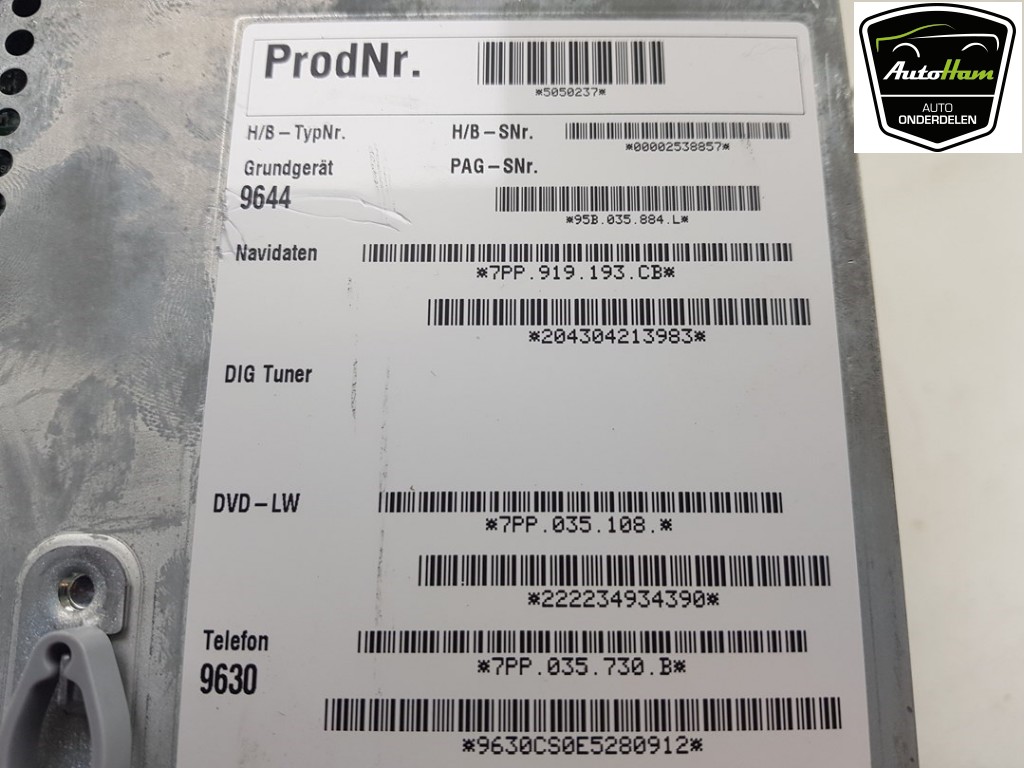 ProdNr.
*5050237*
H/B-TypNr.
H/B-SNr.
*00002538857*
Grundgerät
PAG-SNr.
9644
*95B.035.884.L*
Navidaten
*7PP.919.193.CB*
*204304213983*
DIG Tuner
DVD-LW
*7PP.035.108.*
*222234934390*
Telefon
9630
*7PP.035.730.B*
*9630CS0E5280912*
AutoHam
AUTO
ONDERDELEN